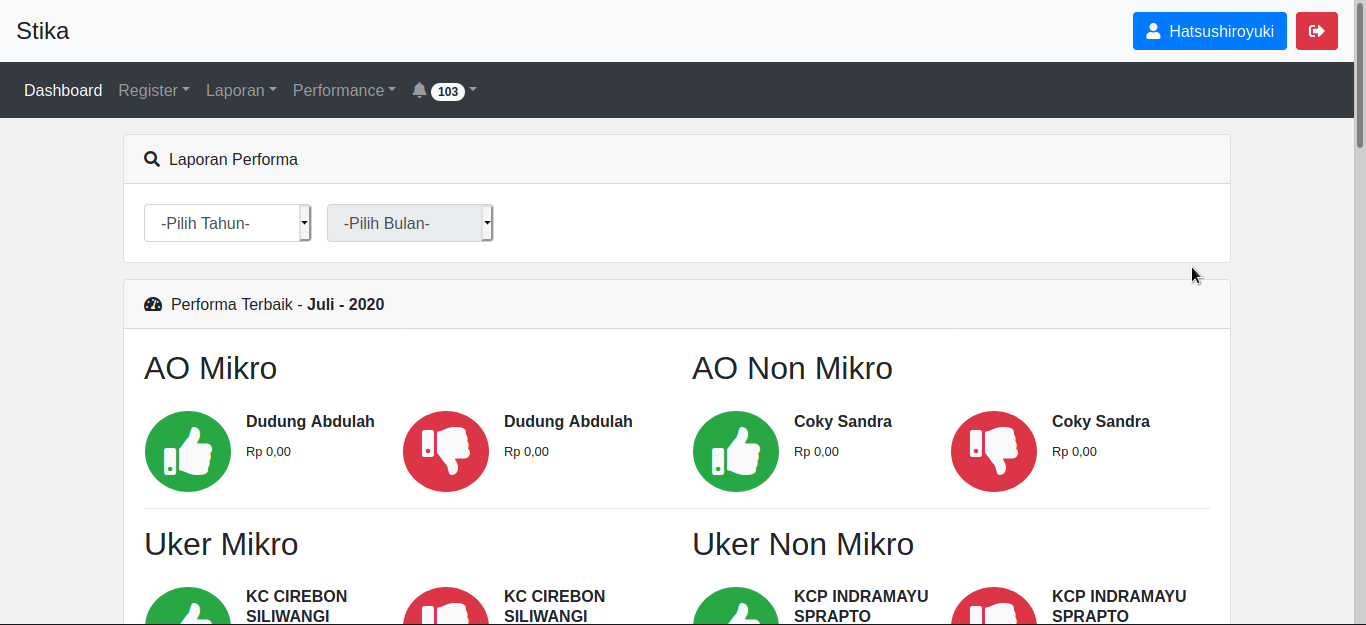 Stika
Hatsushiroyuki
Dashboard Register Laporan Performance 103
Laporan Performa
-Pilih Tahun- -Pilih Bulan-
Performa Terbaik - Juli - 2020
AO Mikro
Dudung Abdulah
Rp 0,00
Dudung Abdulah
Rp 0,00
AO Non Mikro
Coky Sandra
Rp 0,00
Coky Sandra
Rp 0,00
Uker Mikro
KC CIREBON
SILIWANGI
KC CIREBON
SILIWANGI
Uker Non Mikro
KCP INDRAMAYU
SPRAPTO
KCP INDRAMAYU
SPRAPTO